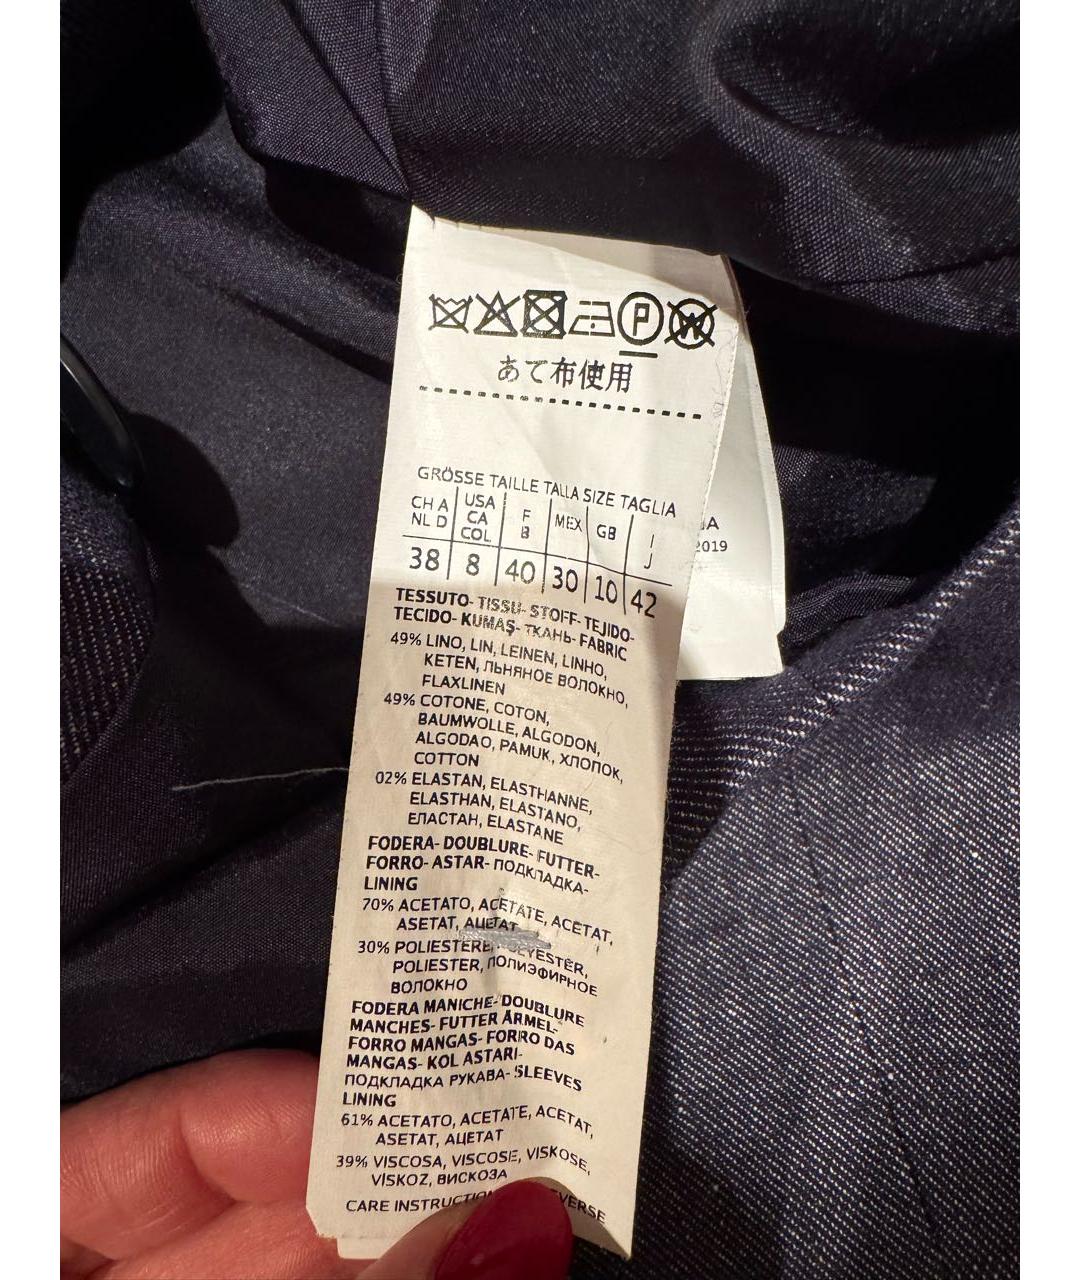 P
W
あて布使用
GRÖSSE TAILLE TALLA SIZE TAGLIA
CH A NL D USA CA COL F B MEX GB I J
38 8 40 30 10 42
TESSUTO- TISSU- STOFF- TEJIDO-
TECIDO- KUMAŞ- ТКАНЬ- FABRIC
49% LINO, LIN, LEINEN, LINHO,
KETEN, ЛЬНЯНОЕ ВОЛОКНО,
FLAXLINEN
49% COTONE, COTON,
BAUMWOLLE, ALGODON,
ALGODAO, PAMUK, ХЛОПОК,
COTTON
02% ELASTAN, ELASTHANNE,
ELASTHAN, ELASTANO,
ЕЛАСТАН, ELASTANE
FODERA- DOUBLURE- FUTTER-
FORRO- ASTAR- ПОДКЛАДКА-
LINING
70% ACETATO, ACETATE, ACETAT,
ASETAT, АЦЕТАТ
30% POLIESTERE, POLYESTER,
POLIESTER, ПОЛИЭФИРНОЕ
ВОЛОКНО
FODERA MANICHE- DOUBLURE
MANCHES- FUTTER ÄRMEL-
FORRO MANGAS- FORRO DAS
MANGAS- KOL ASTARI-
ПОДКЛАДКА РУКАВА- SLEEVES
LINING
61% ACETATO, ACETATE, ACETAT,
ASETAT, АЦЕТАТ
39% VISCOSA, VISCOSE, VISKOSE,
VİSKOZ, ВИСКОЗА
CARE
2019